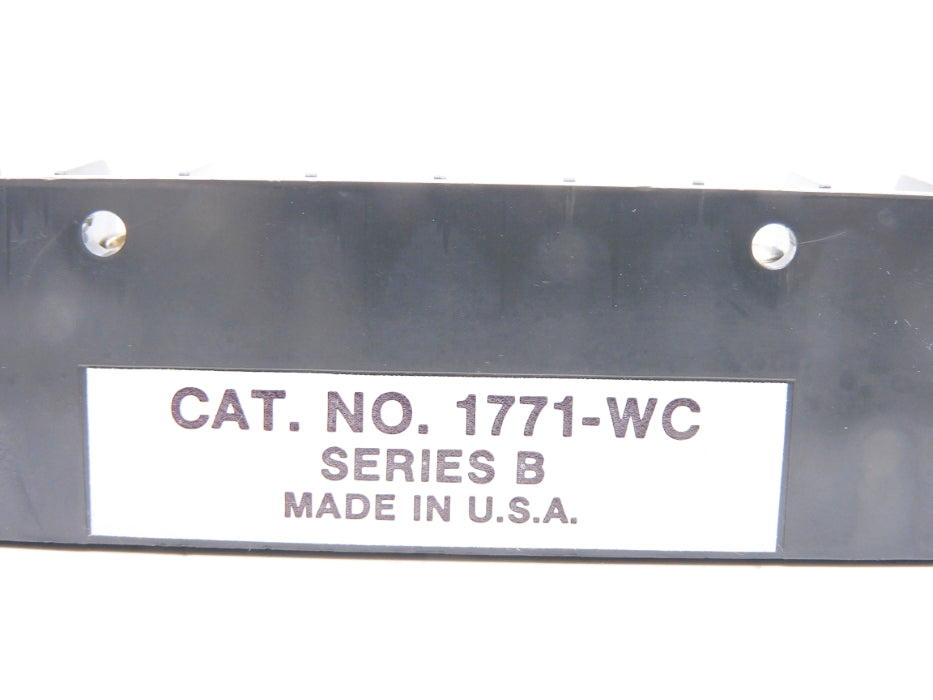 CAT. NO. 1771-WC
SERIES B
MADE IN U.S.A.